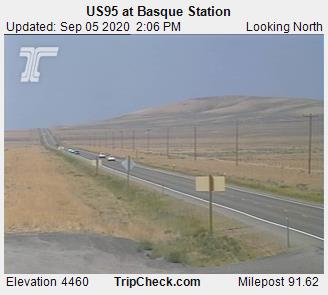 US95 at Basque Station
Updated: Sep 05 2020 2:06 PM Looking North
Elevation 4460 TripCheck.com Milepost 91.62